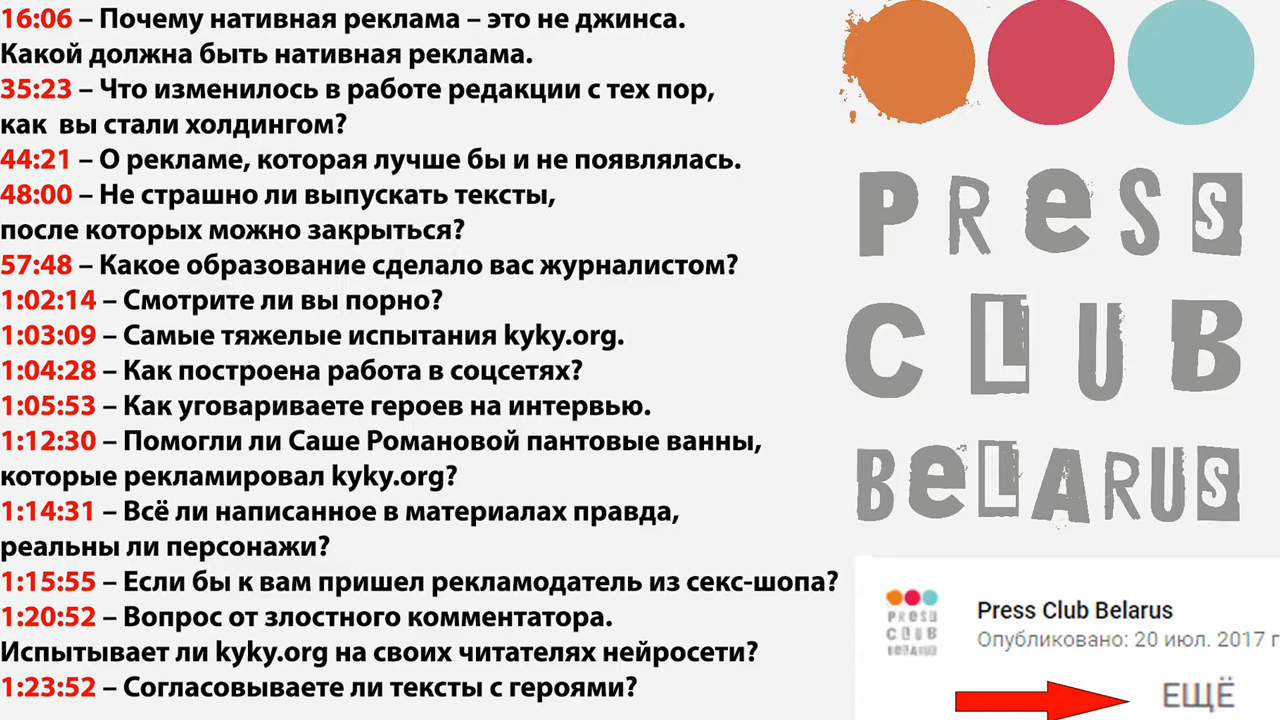 16:06 – Почему нативная реклама – это не джинса.
Какой должна быть нативная реклама.
35:23 – Что изменилось в работе редакции с тех пор,
как вы стали холдингом?
44:21 – О рекламе, которая лучше бы и не появлялась.
48:00 – Не страшно ли выпускать тексты,
после которых можно закрыться?
57:48 – Какое образование сделало вас журналистом?
1:02:14 – Смотрите ли вы порно?
1:03:09 – Самые тяжелые испытания kyky.org.
1:04:28 – Как построена работа в соцсетях?
1:05:53 – Как уговариваете героев на интервью.
1:12:30 – Помогли ли Саше Романовой пантовые ванны,
которые рекламировал kyky.org?
1:14:31 – Всё ли написанное в материалах правда,
реальны ли персонажи?
1:15:55 – Если бы к вам пришел рекламодатель из секс-шопа?
1:20:52 – Вопрос от злостного комментатора.
Испытывает ли kyky.org на своих читателях нейросети?
1:23:52 – Согласовываете ли тексты с героями?
PRESS
CLUB
BELARUS
PRESS
CLUB
BELARUS
Press Club Belarus
Опубликовано: 20 июл. 2017 г
ЕЩЁ